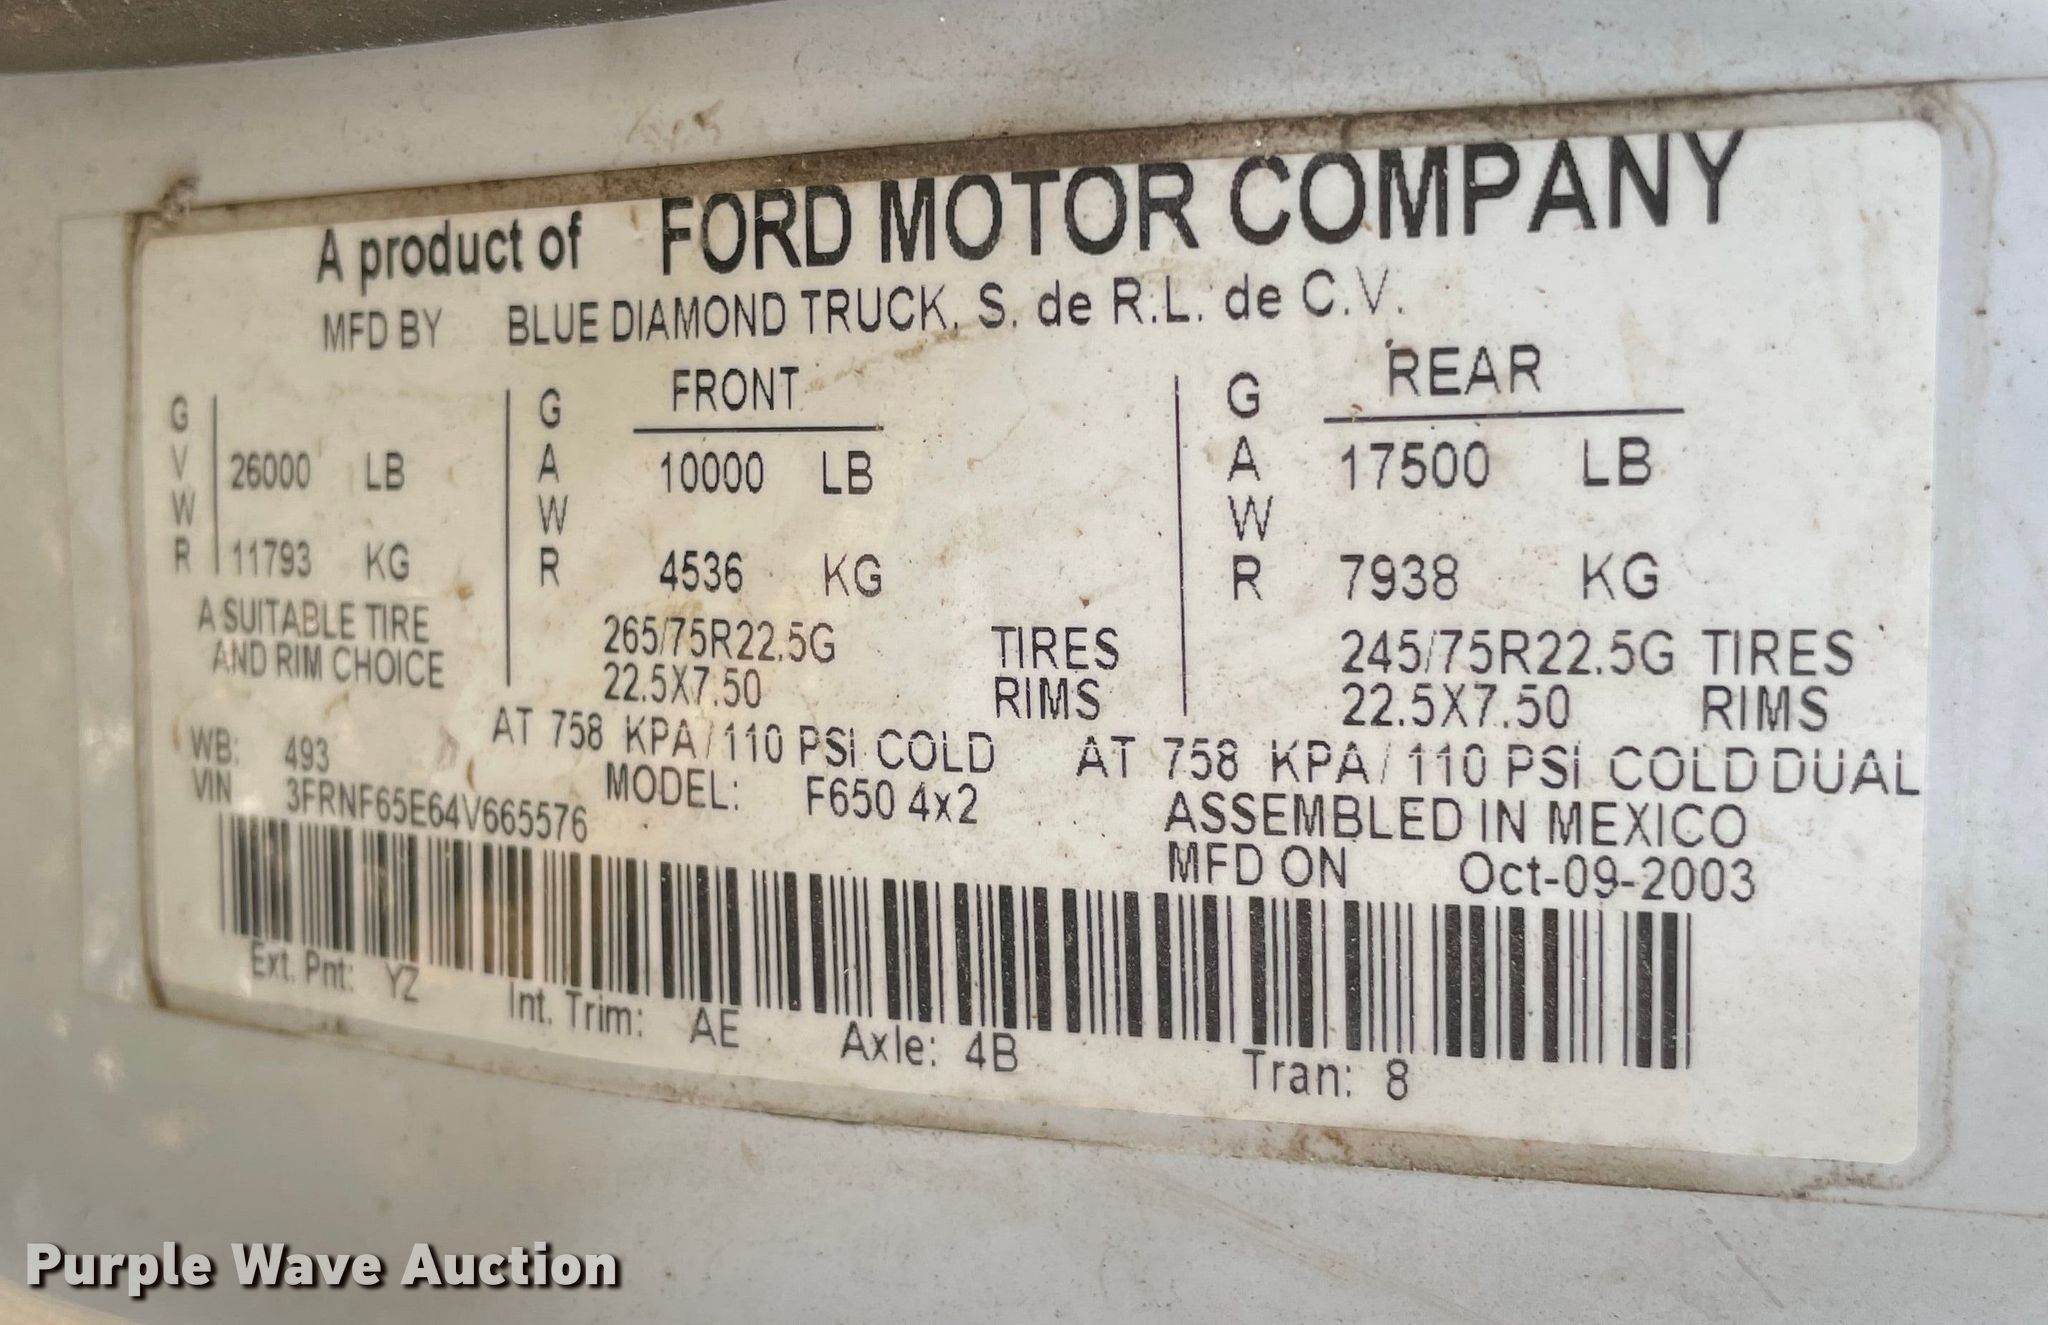 A product of FORD MOTOR COMPANY
MFD BY BLUE DIAMOND TRUCK, S. de R.L. de C.V.
GVWR 26000 LB
11793 KG
GAWR FRONT
10000 LB
4536 KG
GAWR REAR
17500 LB
7938 KG
A SUITABLE TIRE
AND RIM CHOICE
265/75R22.5G TIRES
22.5X7.50 RIMS
AT 758 KPA/110 PSI COLD
245/75R22.5G TIRES
22.5X7.50 RIMS
AT 758 KPA/110 PSI COLD DUAL
WB: 493
VIN 3FRNF65E64V665576
MODEL: F650 4x2
ASSEMBLED IN MEXICO
MFD ON Oct-09-2003
Ext. Pnt: YZ Int. Trim: AE Axle: 4B Tran: 8
Purple Wave Auction